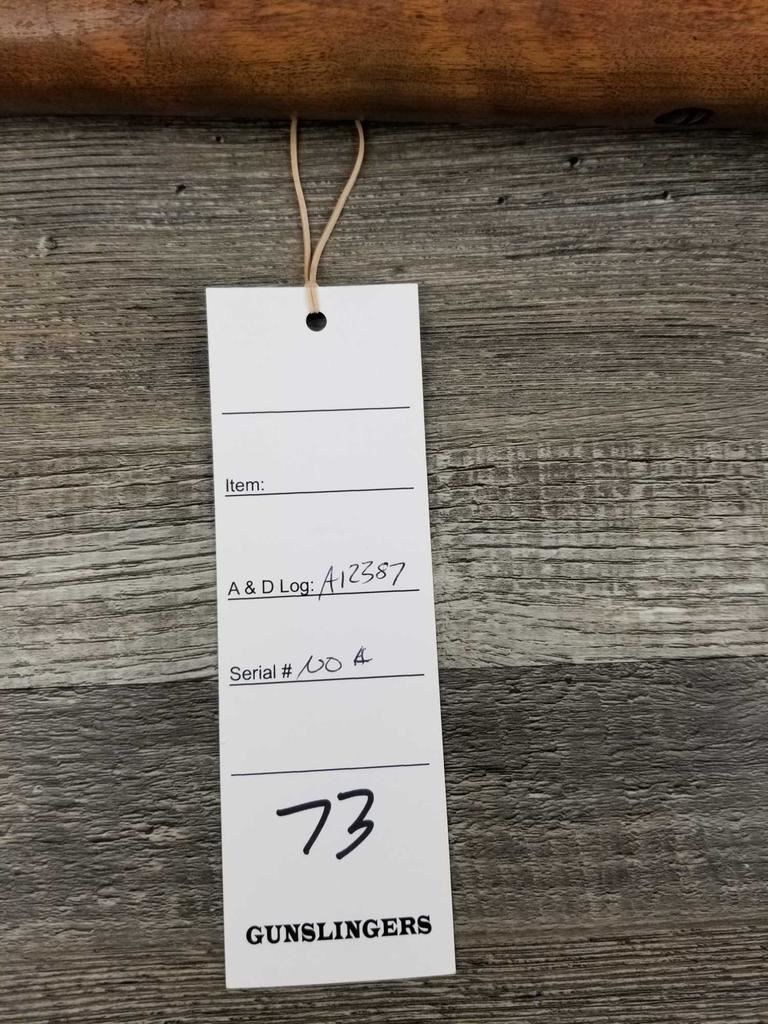 Item:
A & D Log: A12387
Serial # NO #
73
GUNSLINGERS